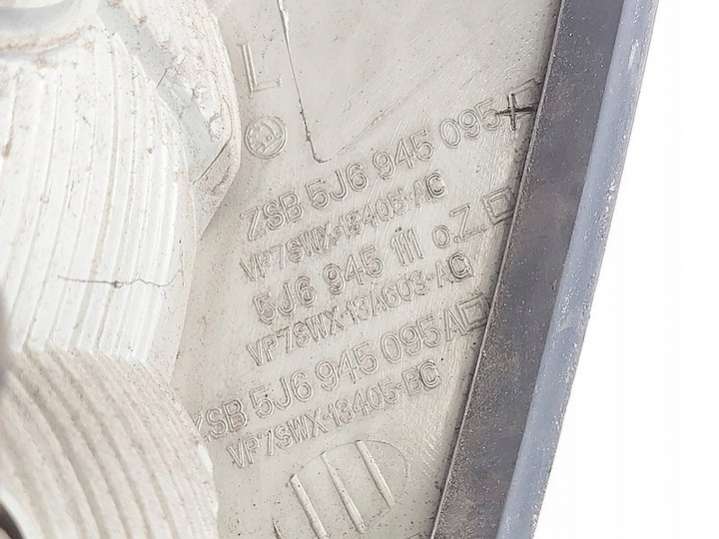 L
ZSB 5J6 945 095
VP7SWX-13405-AC
5J6 945 111 o.Z.
VP7SWX-13A603-AC
ZSB 5J6 945 095A
VP7SWX-13405-BC